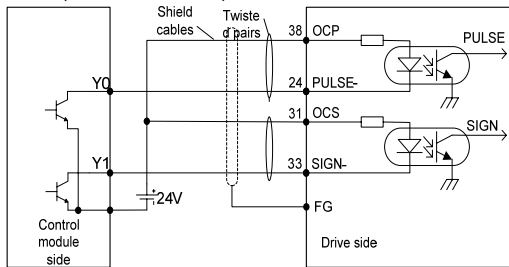 Shield
cables
Twiste
d pairs
38 OCP
PULSE
Y0
24 PULSE-
31 OCS
SIGN
Y1
33 SIGN-
+
24V
FG
Control
module
side
Drive side